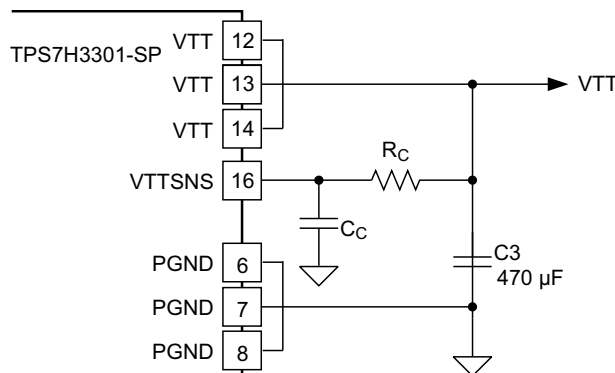 TPS7H3301-SP
VTT 12
VTT 13
VTT
VTT 14
VTTSNS 16
RC
CC
PGND 6
C3
470 µF
PGND 7
PGND 8